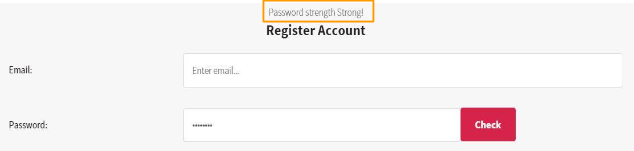 Password strength Strong!
Register Account
Email:
Enter email...
Password:
********
Check